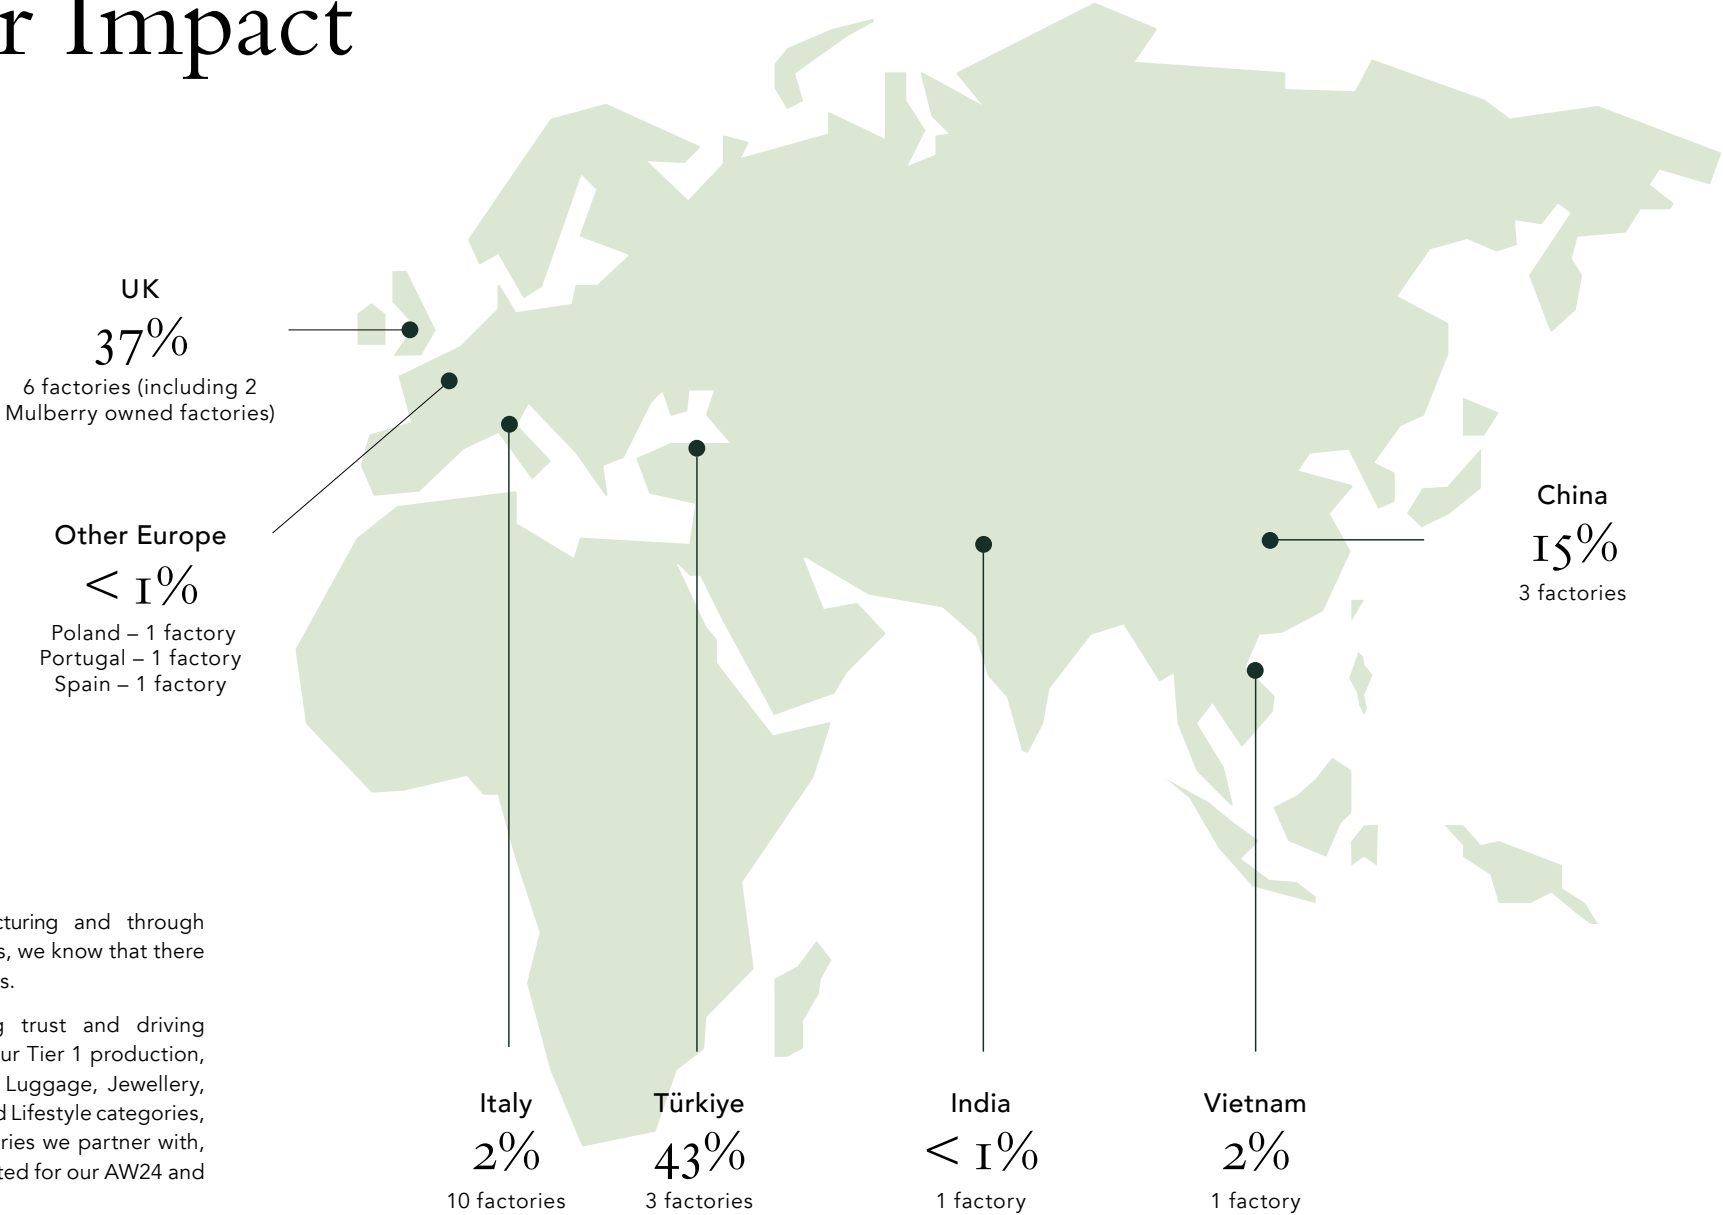 r Impact
UK
37%
6 factories (including 2
Mulberry owned factories)
Other Europe
< 1%
Poland – 1 factory
Portugal – 1 factory
Spain – 1 factory
China
15%
3 factories
cturing and through
s, we know that there
s.
g trust and driving
ur Tier 1 production,
Luggage, Jewellery,
d Lifestyle categories,
ries we partner with,
ted for our AW24 and
Italy
2%
10 factories
Türkiye
43%
3 factories
India
< 1%
1 factory
Vietnam
2%
1 factory